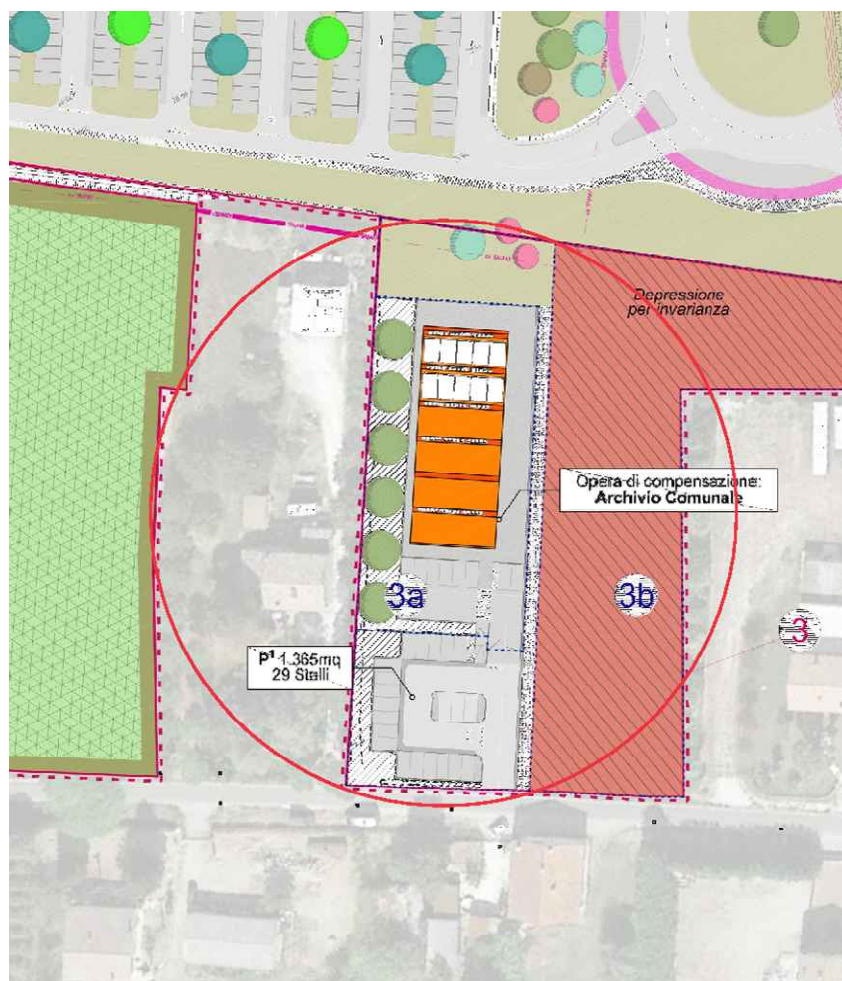 Depressione
per invarianza
Opera di compensazione:
Archivio Comunale
3a
3b
3
P¹ 1.365mq
29 Stalli